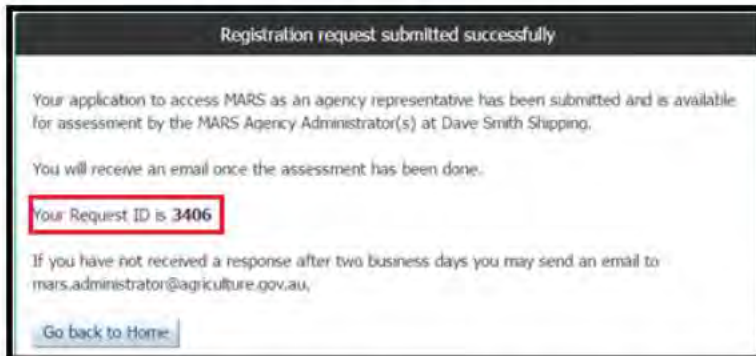 Registration request submitted successfully
Your application to access MARS as an agency representative has been submitted and is available
for assessment by the MARS Agency Administrator(s) at Dave Smith Shipping.
You will receive an email once the assessment has been done.
Your Request ID is 3406
If you have not received a response after two business days you may send an email to
mars.administrator@agriculture.gov.au.
Go back to Home